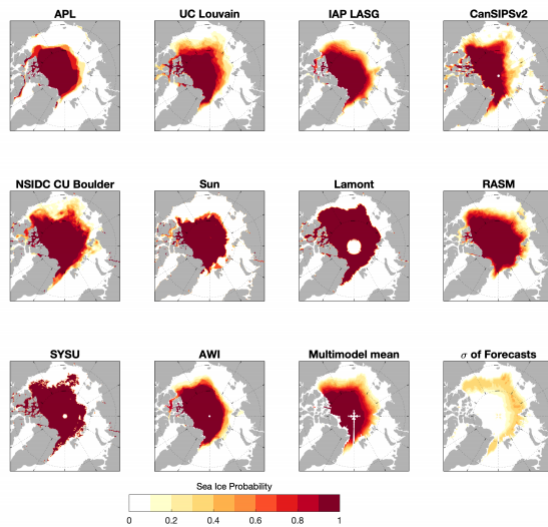 APL UC Louvain IAP LASG CanSIPSv2
NSIDC CU Boulder Sun Lamont RASM
SYSU AWI Multimodel mean σ of Forecasts
Sea Ice Probability
0 0.2 0.4 0.6 0.8 1